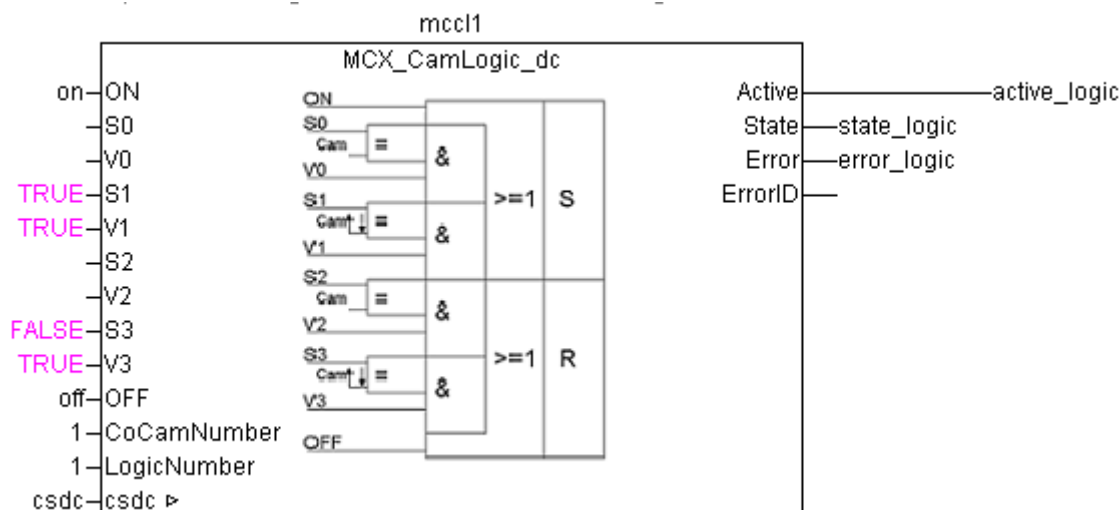 mccl1
MCX_CamLogic_dc
on ON Active active_logic
S0 State state_logic
V0 Error error_logic
TRUE S1 ErrorID
TRUE V1
S2
V2
FALSE S3
TRUE V3
off OFF
1 CoCamNumber
1 LogicNumber
csdc csdc
ON
S0
Cam ≡ &
V0
S1 >=1 S
Cam ≡ &
V1
S2
Cam ≡ &
V2
S3 >=1 R
Cam ≡ &
V3
OFF